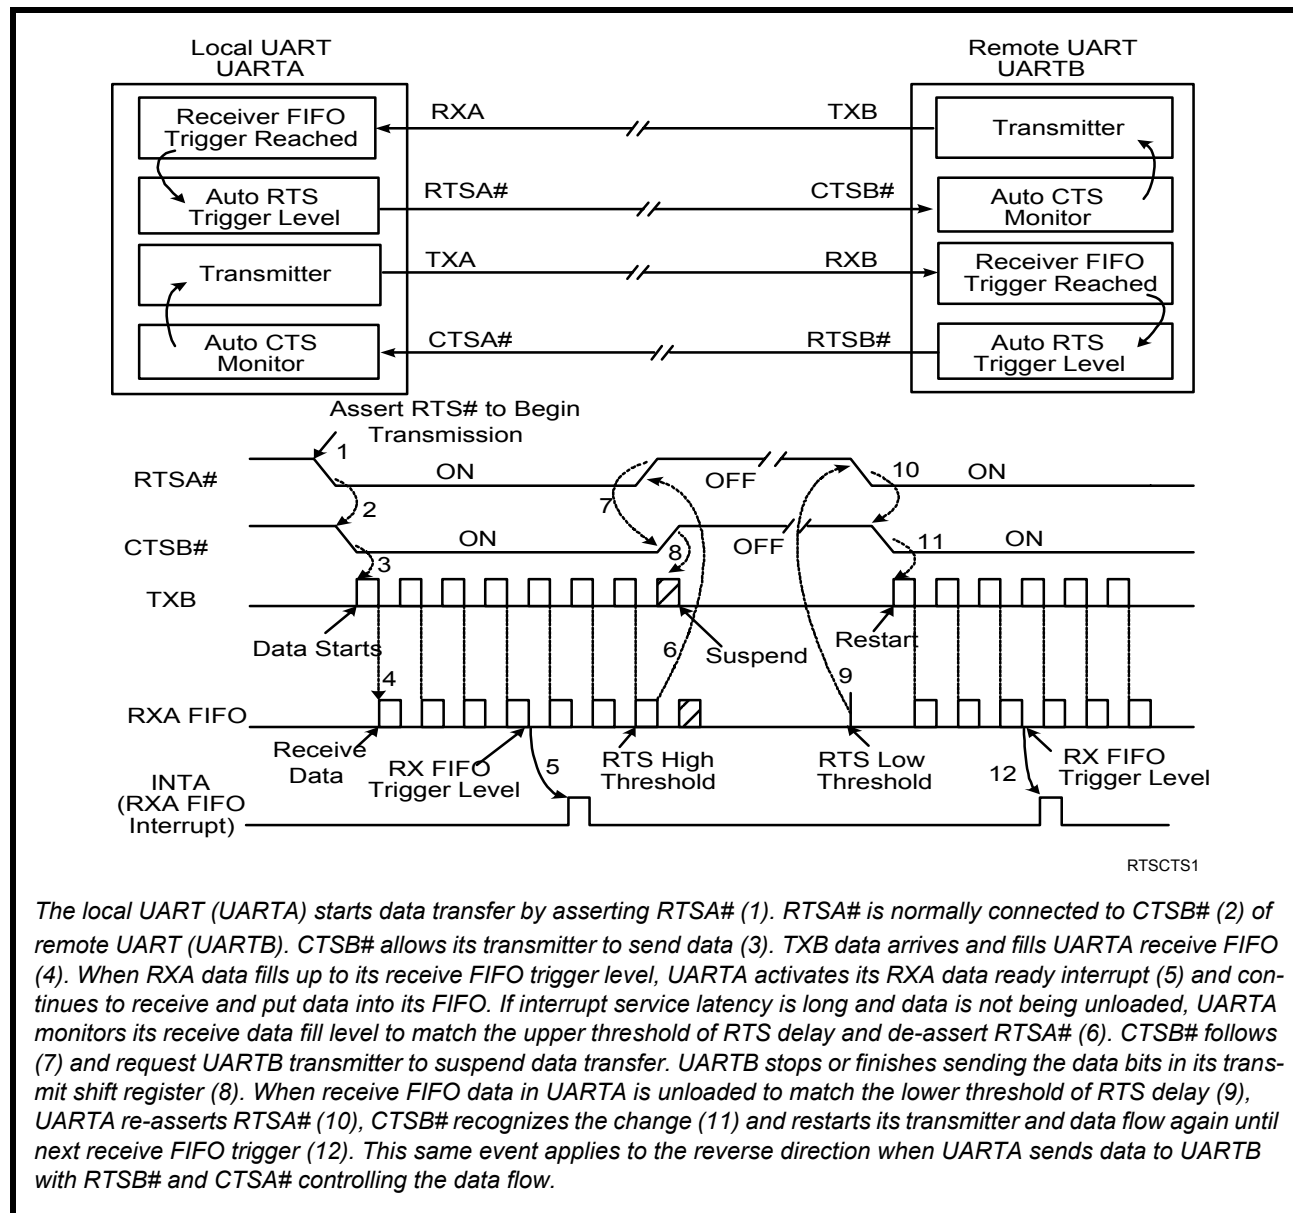 Local UART
UARTA
Remote UART
UARTB
Receiver FIFO
Trigger Reached
RXA
TXB
Transmitter
Auto RTS
Trigger Level
RTSA#
CTSB#
Auto CTS
Monitor
Transmitter
TXA
RXB
Receiver FIFO
Trigger Reached
Auto CTS
Monitor
CTSA#
RTSB#
Auto RTS
Trigger Level
Assert RTS# to Begin
Transmission
1
RTSA#
ON
OFF
10
ON
2
7
CTSB#
ON
8
OFF
11
ON
3
TXB
Data Starts
6
Suspend
Restart
4
9
RXA FIFO
Receive
Data
RX FIFO
Trigger Level
5
RTS High
Threshold
RTS Low
Threshold
12
RX FIFO
Trigger Level
INTA
(RXA FIFO
Interrupt)
RTSCTS1
The local UART (UARTA) starts data transfer by asserting RTSA# (1). RTSA# is normally connected to CTSB# (2) of
remote UART (UARTB). CTSB# allows its transmitter to send data (3). TXB data arrives and fills UARTA receive FIFO
(4). When RXA data fills up to its receive FIFO trigger level, UARTA activates its RXA data ready interrupt (5) and con-
tinues to receive and put data into its FIFO. If interrupt service latency is long and data is not being unloaded, UARTA
monitors its receive data fill level to match the upper threshold of RTS delay and de-assert RTSA# (6). CTSB# follows
(7) and request UARTB transmitter to suspend data transfer. UARTB stops or finishes sending the data bits in its trans-
mit shift register (8). When receive FIFO data in UARTA is unloaded to match the lower threshold of RTS delay (9),
UARTA re-asserts RTSA# (10), CTSB# recognizes the change (11) and restarts its transmitter and data flow again until
next receive FIFO trigger (12). This same event applies to the reverse direction when UARTA sends data to UARTB
with RTSB# and CTSA# controlling the data flow.